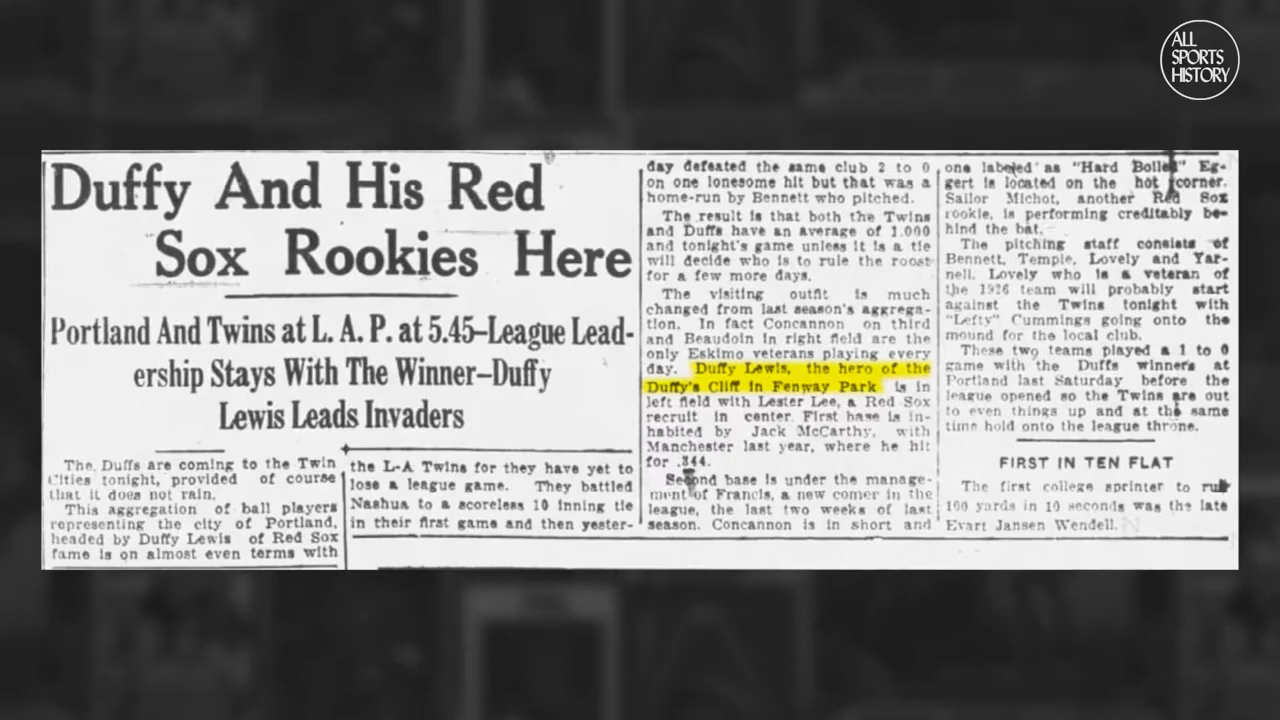 ALL
SPORTS
HISTORY
Duffy And His Red
Sox Rookies Here
Portland And Twins at L. A. P. at 5.45—League Lead-
ership Stays With The Winner—Duffy
Lewis Leads Invaders
The Duffs are coming to the Twin
Cities tonight, provided of course
that it does not rain.
This aggregation of ball players
representing the city of Portland,
headed by Duffy Lewis of Red Sox
fame is on almost even terms with
the L-A Twins for they have yet to
lose a league game. They battled
Nashua to a scoreless 10 inning tie
in their first game and then yester-
day defeated the same club 2 to 0
on one lonesome hit but that was a
home-run by Bennett who pitched.
The result is that both the Twins
and Duffs have an average of 1.000
and tonight's game unless it is a tie
will decide who is to rule the roost
for a few more days.
The visiting outfit is much
changed from last season's aggrega-
tion. In fact Concannon on third
and Beaudoin in right field are the
only Eskimo veterans playing every
day. Duffy Lewis, the hero of the
Duffy's Cliff in Fenway Park is in
left field with Lester Lee, a Red Sox
recruit in center. First base is in-
habited by Jack McCarthy, with
Manchester last year, where he hit
for .344.
Second base is under the manage-
ment of Francis, a new comer in the
league, the last two weeks of last
season. Concannon is in short and
one labeled as "Hard Boiled" Eg-
gert is located on the hot corner.
Sailor Michot, another Red Sox
rookie, is performing creditably be-
hind the bat.
The pitching staff consists of
Bennett, Temple, Lovely and Yar-
nell. Lovely who is a veteran of
the 1926 team will probably start
against the Twins tonight with
"Lefty" Cummings going onto the
mound for the local club.
These two teams played a 1 to 0
game with the Duffs winners at
Portland last Saturday before the
league opened so the Twins are out
to even things up and at the same
time hold onto the league throne.
FIRST IN TEN FLAT
The first college sprinter to run
100 yards in 10 seconds was the late
Evart Jansen Wendell.